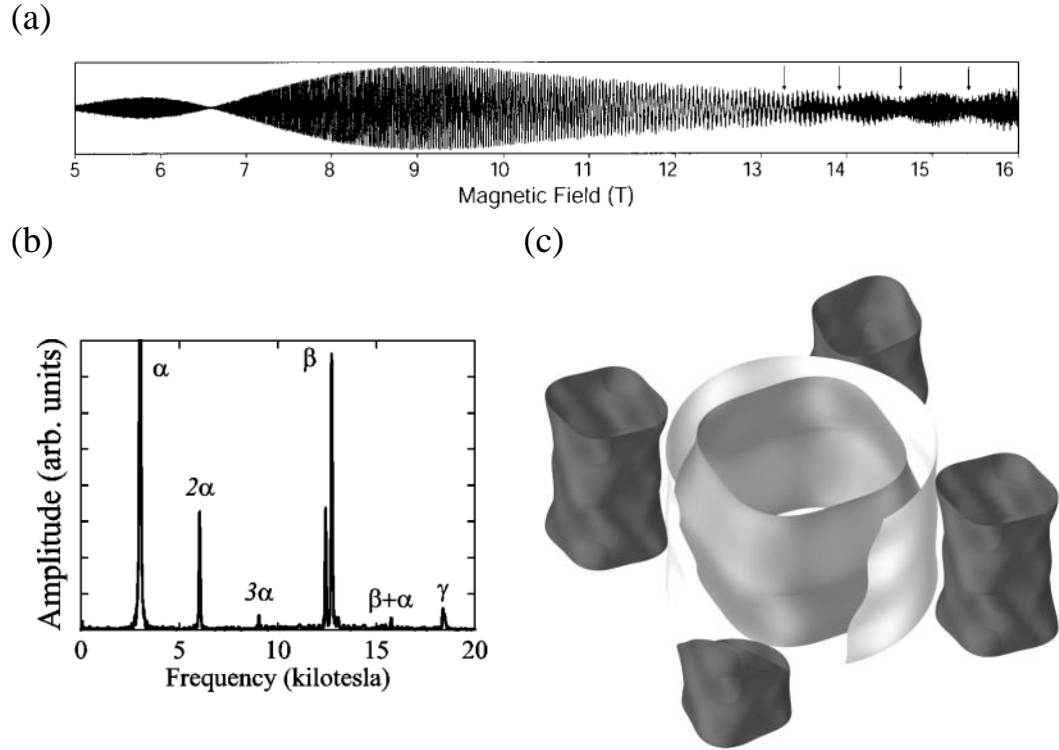 (a)
5 6 7 8 9 10 11 12 13 14 15 16
Magnetic Field (T)
(b)
(c)
Amplitude (arb. units)
α
2α
3α
β
β+α
γ
0 5 10 15 20
Frequency (kilotesla)